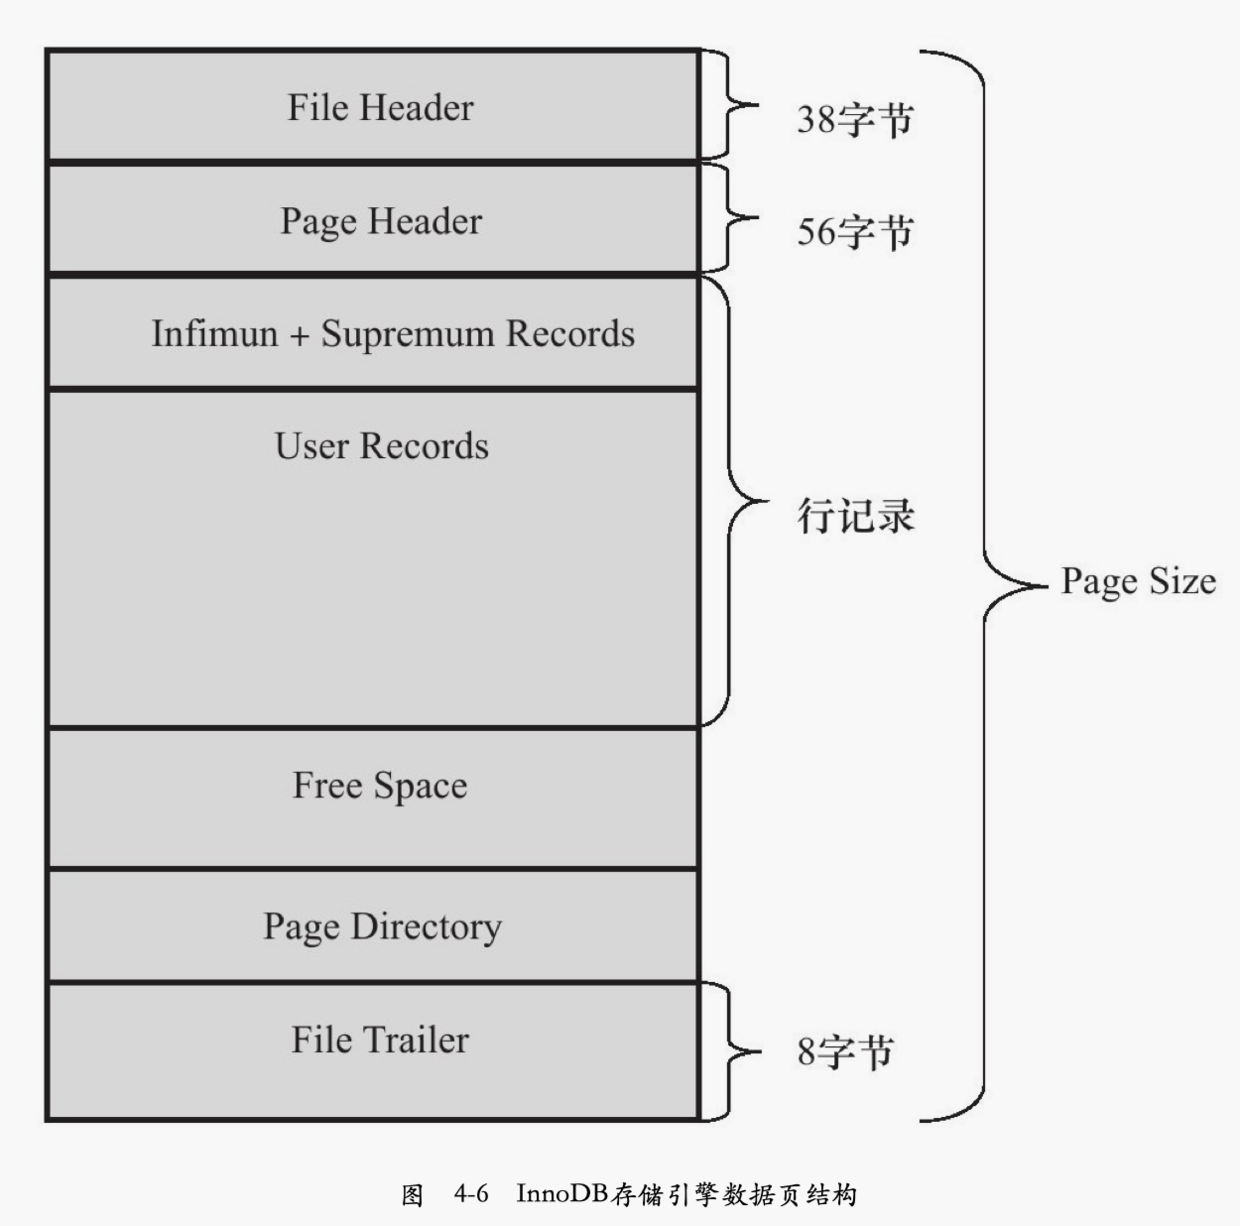 File Header
38字节
Page Header
56字节
Infimun + Supremum Records
User Records
行记录
Page Size
Free Space
Page Directory
File Trailer
8字节
图 4-6 InnoDB存储引擎数据页结构